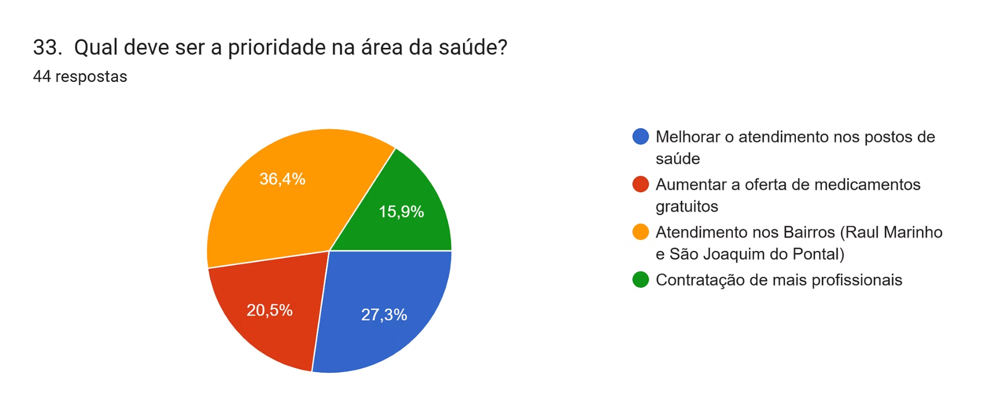 33. Qual deve ser a prioridade na área da saúde?
44 respostas
36,4%
15,9%
20,5%
27,3%
Melhorar o atendimento nos postos de
saúde
Aumentar a oferta de medicamentos
gratuitos
Atendimento nos Bairros (Raul Marinho
e São Joaquim do Pontal)
Contratação de mais profissionais